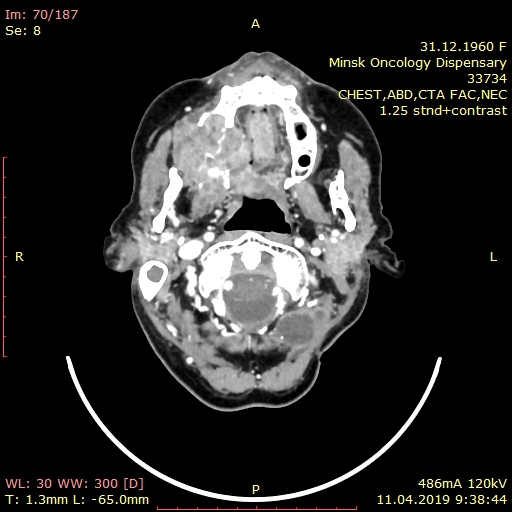 Im: 70/187
Se: 8
A
31.12.1960 F
Minsk Oncology Dispensary
33734
CHEST,ABD,CTA FAC,NEC
1.25 stnd+contrast
R
L
WL: 30 WW: 300 [D]
T: 1.3mm L: -65.0mm
P
486mA 120kV
11.04.2019 9:38:44